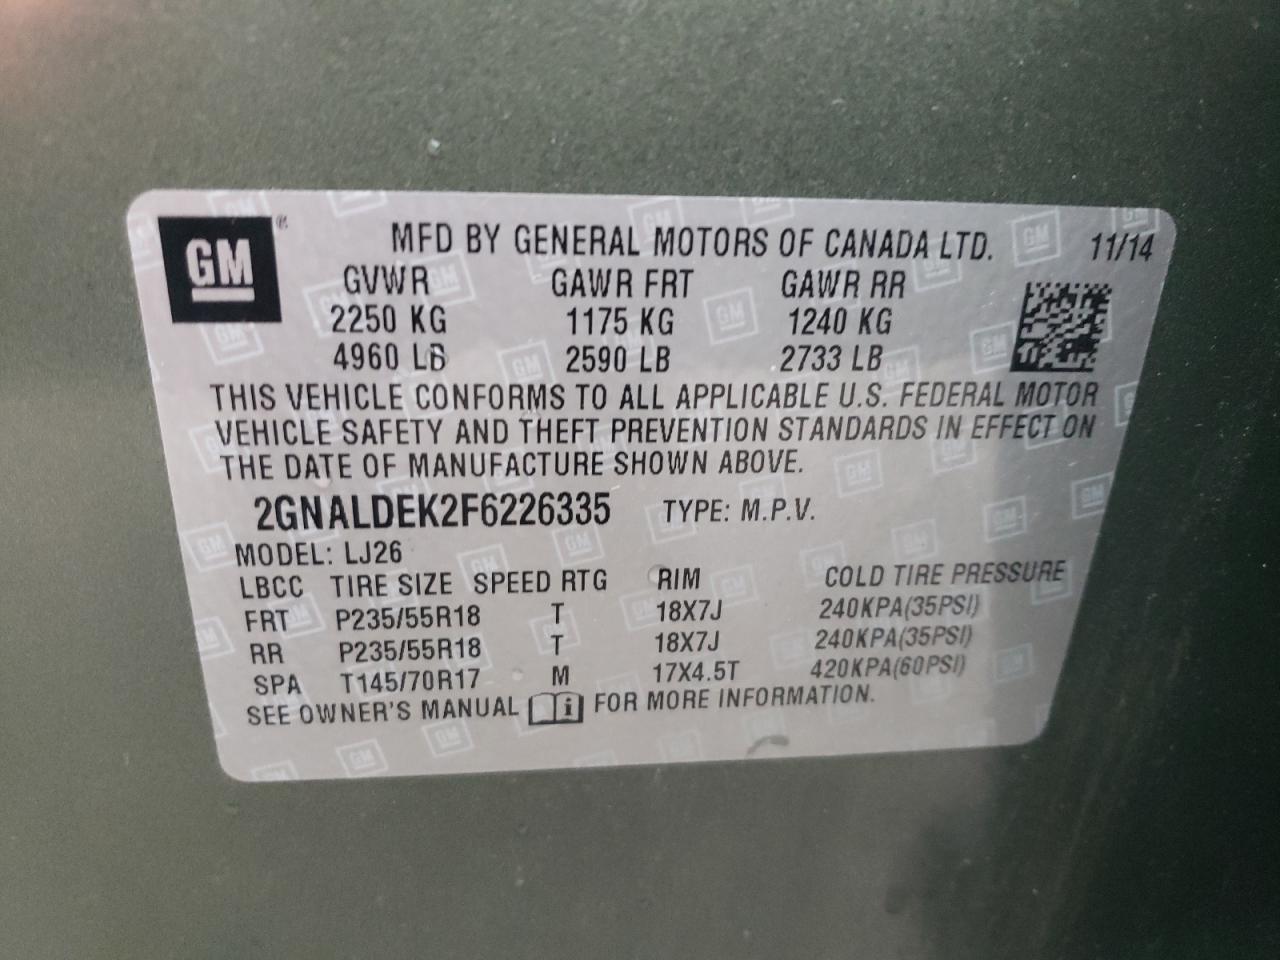 GM ®
MFD BY GENERAL MOTORS OF CANADA LTD. 11/14
GVWR GAWR FRT GAWR RR
2250 KG 1175 KG 1240 KG
4960 LB 2590 LB 2733 LB
THIS VEHICLE CONFORMS TO ALL APPLICABLE U.S. FEDERAL MOTOR
VEHICLE SAFETY AND THEFT PREVENTION STANDARDS IN EFFECT ON
THE DATE OF MANUFACTURE SHOWN ABOVE.
2GNALDEK2F6226335 TYPE: M.P.V.
MODEL: LJ26
LBCC TIRE SIZE SPEED RTG RIM COLD TIRE PRESSURE
FRT P235/55R18 T 18X7J 240KPA(35PSI)
RR P235/55R18 T 18X7J 240KPA(35PSI)
SPA T145/70R17 M 17X4.5T 420KPA(60PSI)
SEE OWNER'S MANUAL i FOR MORE INFORMATION.